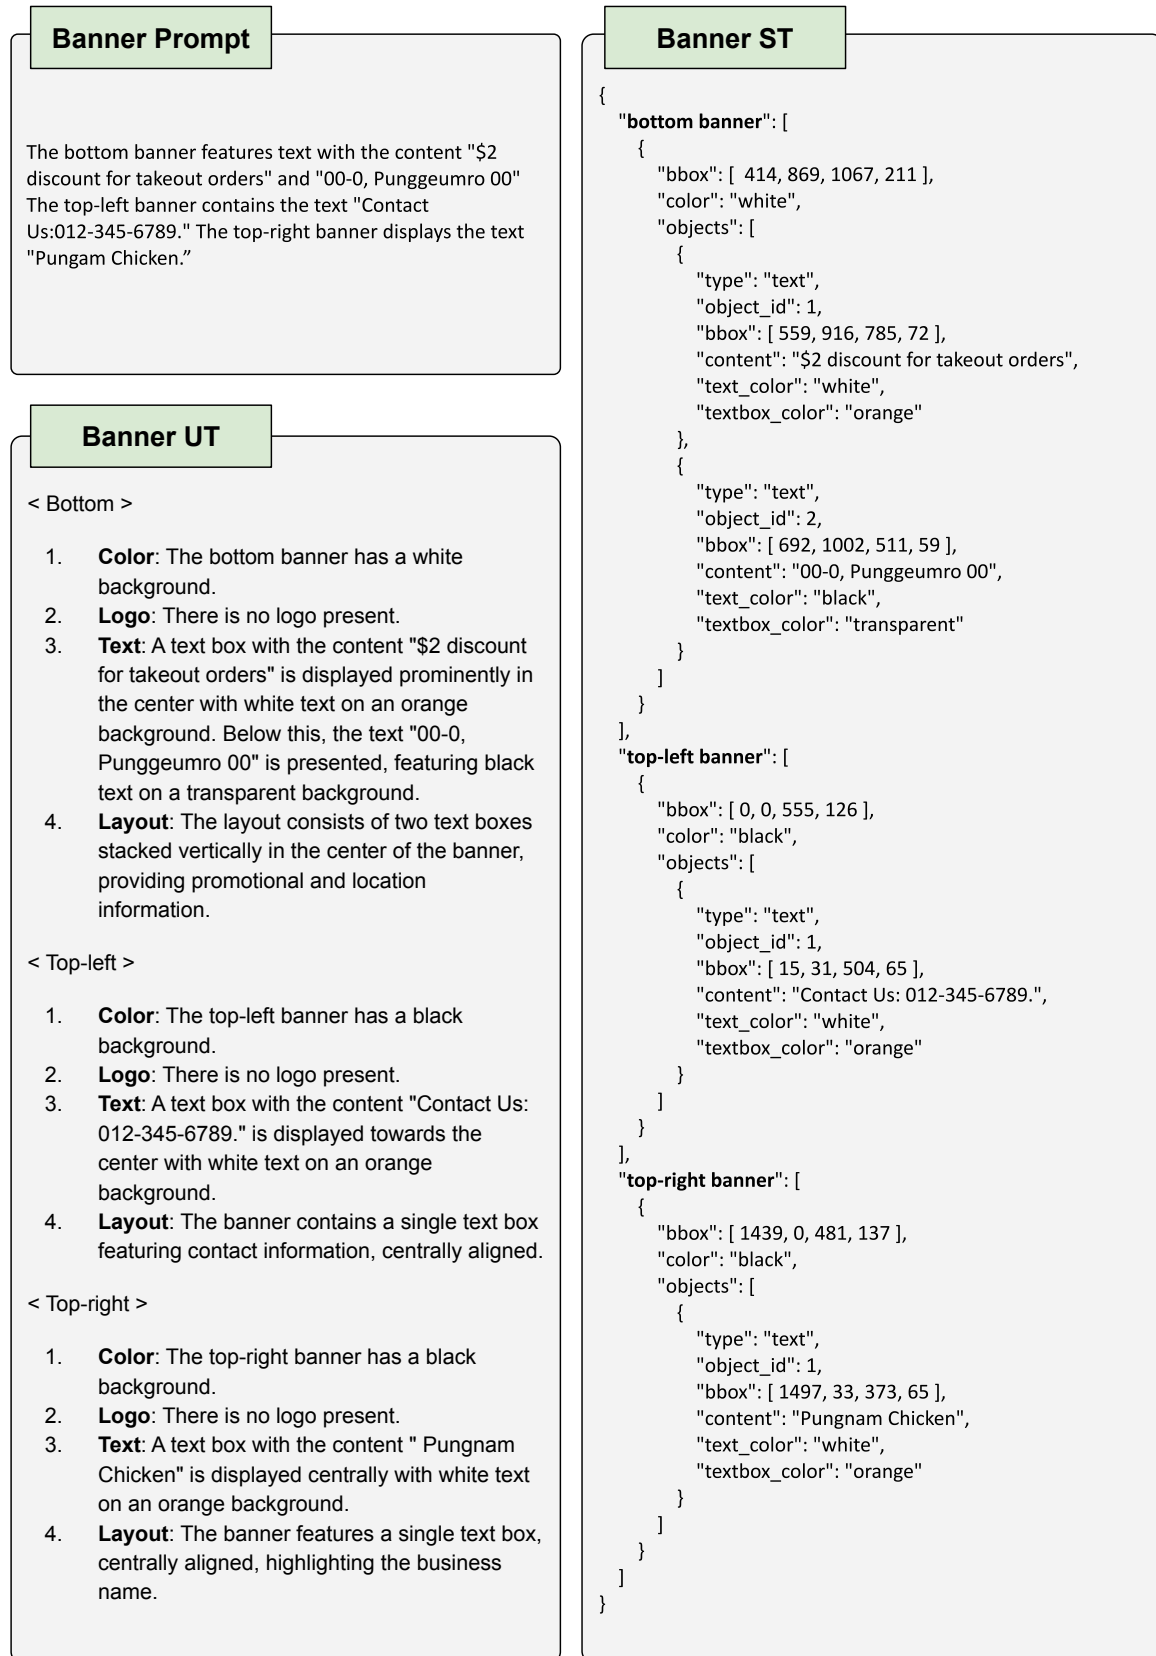 Banner Prompt
The bottom banner features text with the content "$2
discount for takeout orders" and "00-0, Punggeumro 00"
The top-left banner contains the text "Contact
Us:012-345-6789." The top-right banner displays the text
"Pungam Chicken.”
Banner UT
< Bottom >
1. Color: The bottom banner has a white
background.
2. Logo: There is no logo present.
3. Text: A text box with the content "$2 discount
for takeout orders" is displayed prominently in
the center with white text on an orange
background. Below this, the text "00-0,
Punggeumro 00" is presented, featuring black
text on a transparent background.
4. Layout: The layout consists of two text boxes
stacked vertically in the center of the banner,
providing promotional and location
information.
< Top-left >
1. Color: The top-left banner has a black
background.
2. Logo: There is no logo present.
3. Text: A text box with the content "Contact Us:
012-345-6789." is displayed towards the
center with white text on an orange
background.
4. Layout: The banner contains a single text box
featuring contact information, centrally aligned.
< Top-right >
1. Color: The top-right banner has a black
background.
2. Logo: There is no logo present.
3. Text: A text box with the content " Pungnam
Chicken" is displayed centrally with white text
on an orange background.
4. Layout: The banner features a single text box,
centrally aligned, highlighting the business
name.
Banner ST
{
"bottom banner": [
{
"bbox": [ 414, 869, 1067, 211 ],
"color": "white",
"objects": [
{
"type": "text",
"object_id": 1,
"bbox": [ 559, 916, 785, 72 ],
"content": "$2 discount for takeout orders",
"text_color": "white",
"textbox_color": "orange"
},
{
"type": "text",
"object_id": 2,
"bbox": [ 692, 1002, 511, 59 ],
"content": "00-0, Punggeumro 00",
"text_color": "black",
"textbox_color": "transparent"
}
]
}
],
"top-left banner": [
{
"bbox": [ 0, 0, 555, 126 ],
"color": "black",
"objects": [
{
"type": "text",
"object_id": 1,
"bbox": [ 15, 31, 504, 65 ],
"content": "Contact Us: 012-345-6789.",
"text_color": "white",
"textbox_color": "orange"
}
]
}
],
"top-right banner": [
{
"bbox": [ 1439, 0, 481, 137 ],
"color": "black",
"objects": [
{
"type": "text",
"object_id": 1,
"bbox": [ 1497, 33, 373, 65 ],
"content": "Pungnam Chicken",
"text_color": "white",
"textbox_color": "orange"
}
]
}
]
}